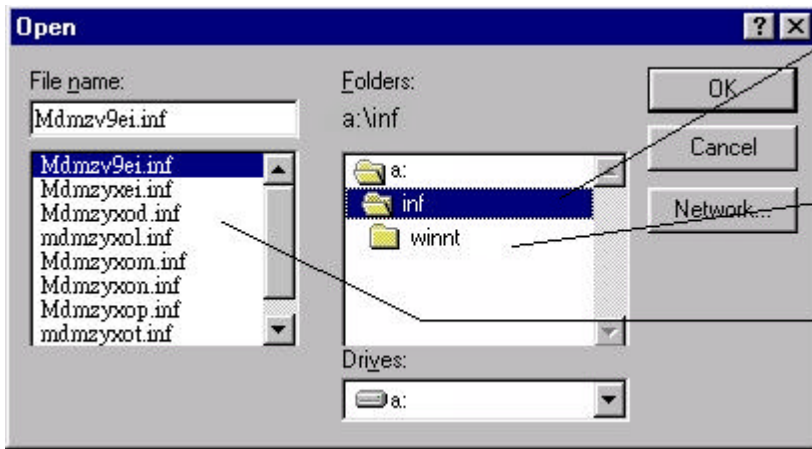 Open
File name:
Mdmzv9ei.inf
Mdmzv9ei.inf
Mdmzyxei.inf
Mdmzyxod.inf
mdmzyxol.inf
Mdmzyxom.inf
Mdmzyxon.inf
Mdmzyxop.inf
mdmzyxot.inf
Folders:
a:\inf
a:
inf
winnt
Drives:
a:
OK
Cancel
Network...